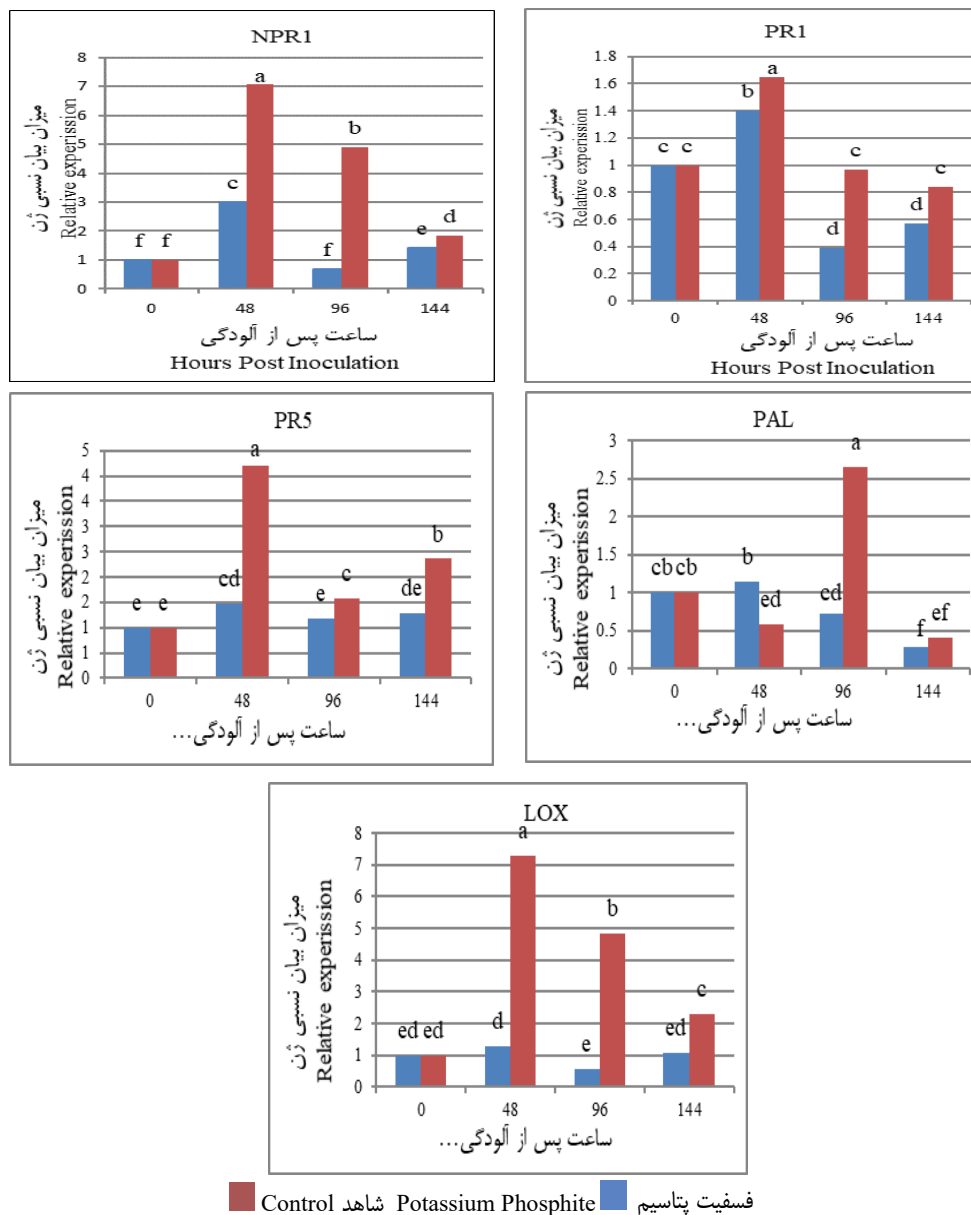 NPR1
میزان بیان نسبی ژن
Relative experission
8
7
6
5
4
3
2
1
0
a
b
c
d
e
f f
f
0 48 96 144
ساعت پس از آلودگی
Hours Post Inoculation
PR1
میزان بیان نسبی ژن
Relative experission
1.8
1.6
1.4
1.2
1
0.8
0.6
0.4
0.2
0
c c
b
a
d
c
d
c
0 48 96 144
ساعت پس از آلودگی
Hours Post Inoculation
PR5
میزان بیان نسبی ژن
Relative experission
5
4
4
3
3
2
2
1
1
0
e e
cd
a
e
c
de
b
0 48 96 144
ساعت پس از آلودگی...
PAL
میزان بیان نسبی ژن
Relative experission
3
2.5
2
1.5
1
0.5
0
cb cb
b
ed
cd
a
f
ef
0 48 96 144
ساعت پس از آلودگی...
LOX
میزان بیان نسبی ژن
Relative experission
8
7
6
5
4
3
2
1
0
ed ed
d
a
e
b
ed
c
0 48 96 144
ساعت پس از آلودگی...
Control شاهد Potassium Phosphite فسفیت پتاسیم